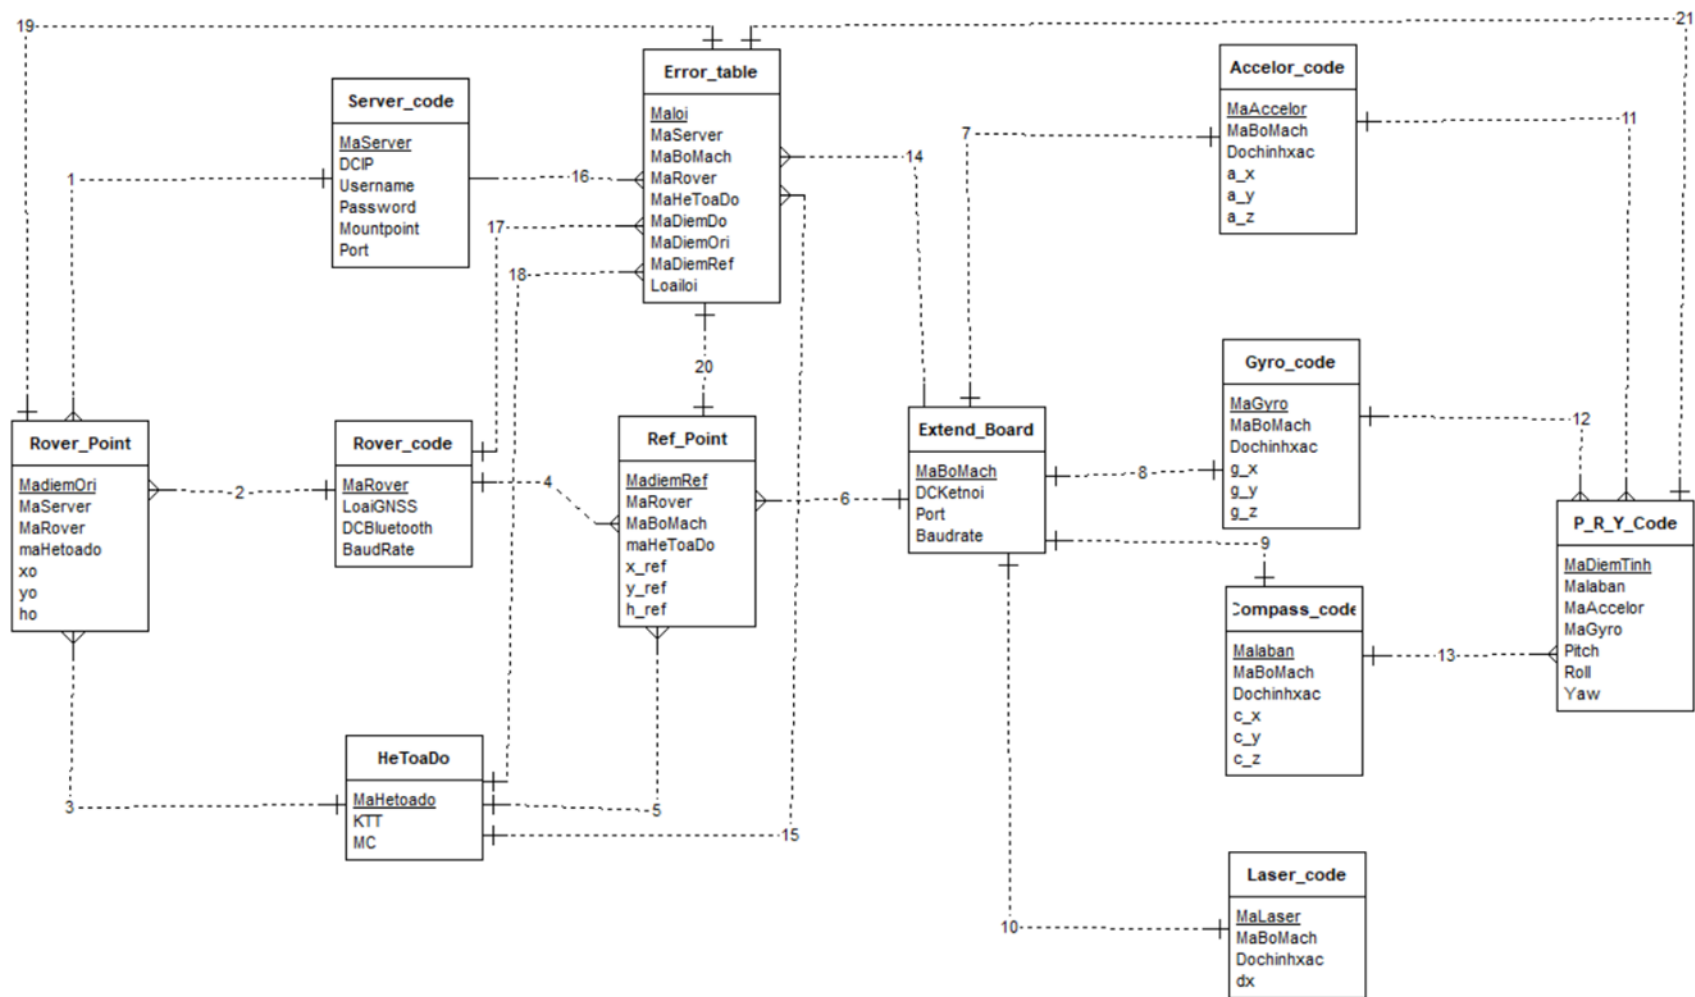 19
21
Error_table
Maloi
MaServer
MaBoMach
MaRover
MaHeToaDo
MaDiemDo
MaDiemOri
MaDiemRef
Loailoi
Accelor_code
MaAccelor
MaBoMach
Dochinhxac
a_x
a_y
a_z
Server_code
MaServer
DCIP
Username
Password
Mountpoint
Port
1
16
17
18
14
7
11
20
Gyro_code
MaGyro
MaBoMach
Dochinhxac
g_x
g_y
g_z
12
Rover_Point
MadiemOri
MaServer
MaRover
maHetoado
xo
yo
ho
2
Rover_code
MaRover
LoaiGNSS
DCBluetooth
BaudRate
4
Ref_Point
MadiemRef
MaRover
MaBoMach
maHeToaDo
x_ref
y_ref
h_ref
6
Extend_Board
MaBoMach
DCKetnoi
Port
Baudrate
8
9
P_R_Y_Code
MaDiemTinh
Malaban
MaAccelor
MaGyro
Pitch
Roll
Yaw
Compass_code
Malaban
MaBoMach
Dochinhxac
c_x
c_y
c_z
13
3
HeToaDo
MaHetoado
KTT
MC
5
15
10
Laser_code
MaLaser
MaBoMach
Dochinhxac
dx